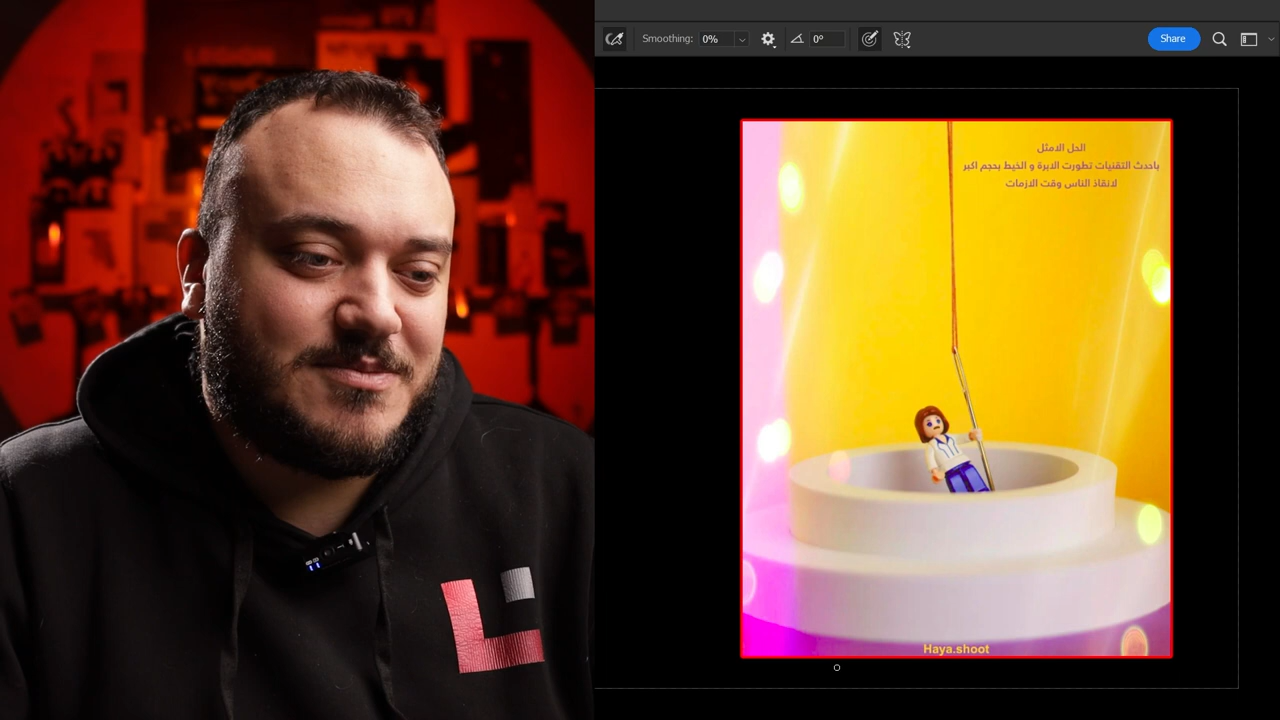 Smoothing: 0%
0°
Share
الحل الامثل
باحدث التقنيات تطورت الابرة و الخيط بحجم اكبر
لانقاذ الناس وقت الازمات
Haya.shoot